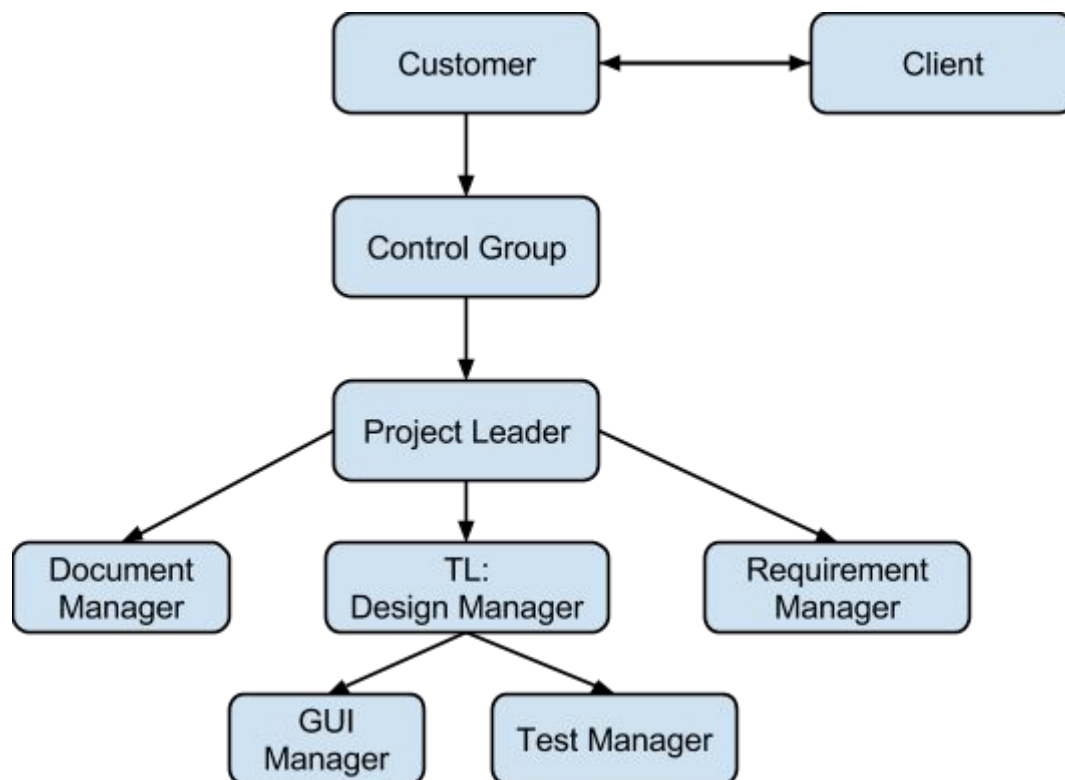 Customer
Client
Control Group
Project Leader
Document
Manager
TL:
Design Manager
Requirement
Manager
GUI
Manager
Test Manager